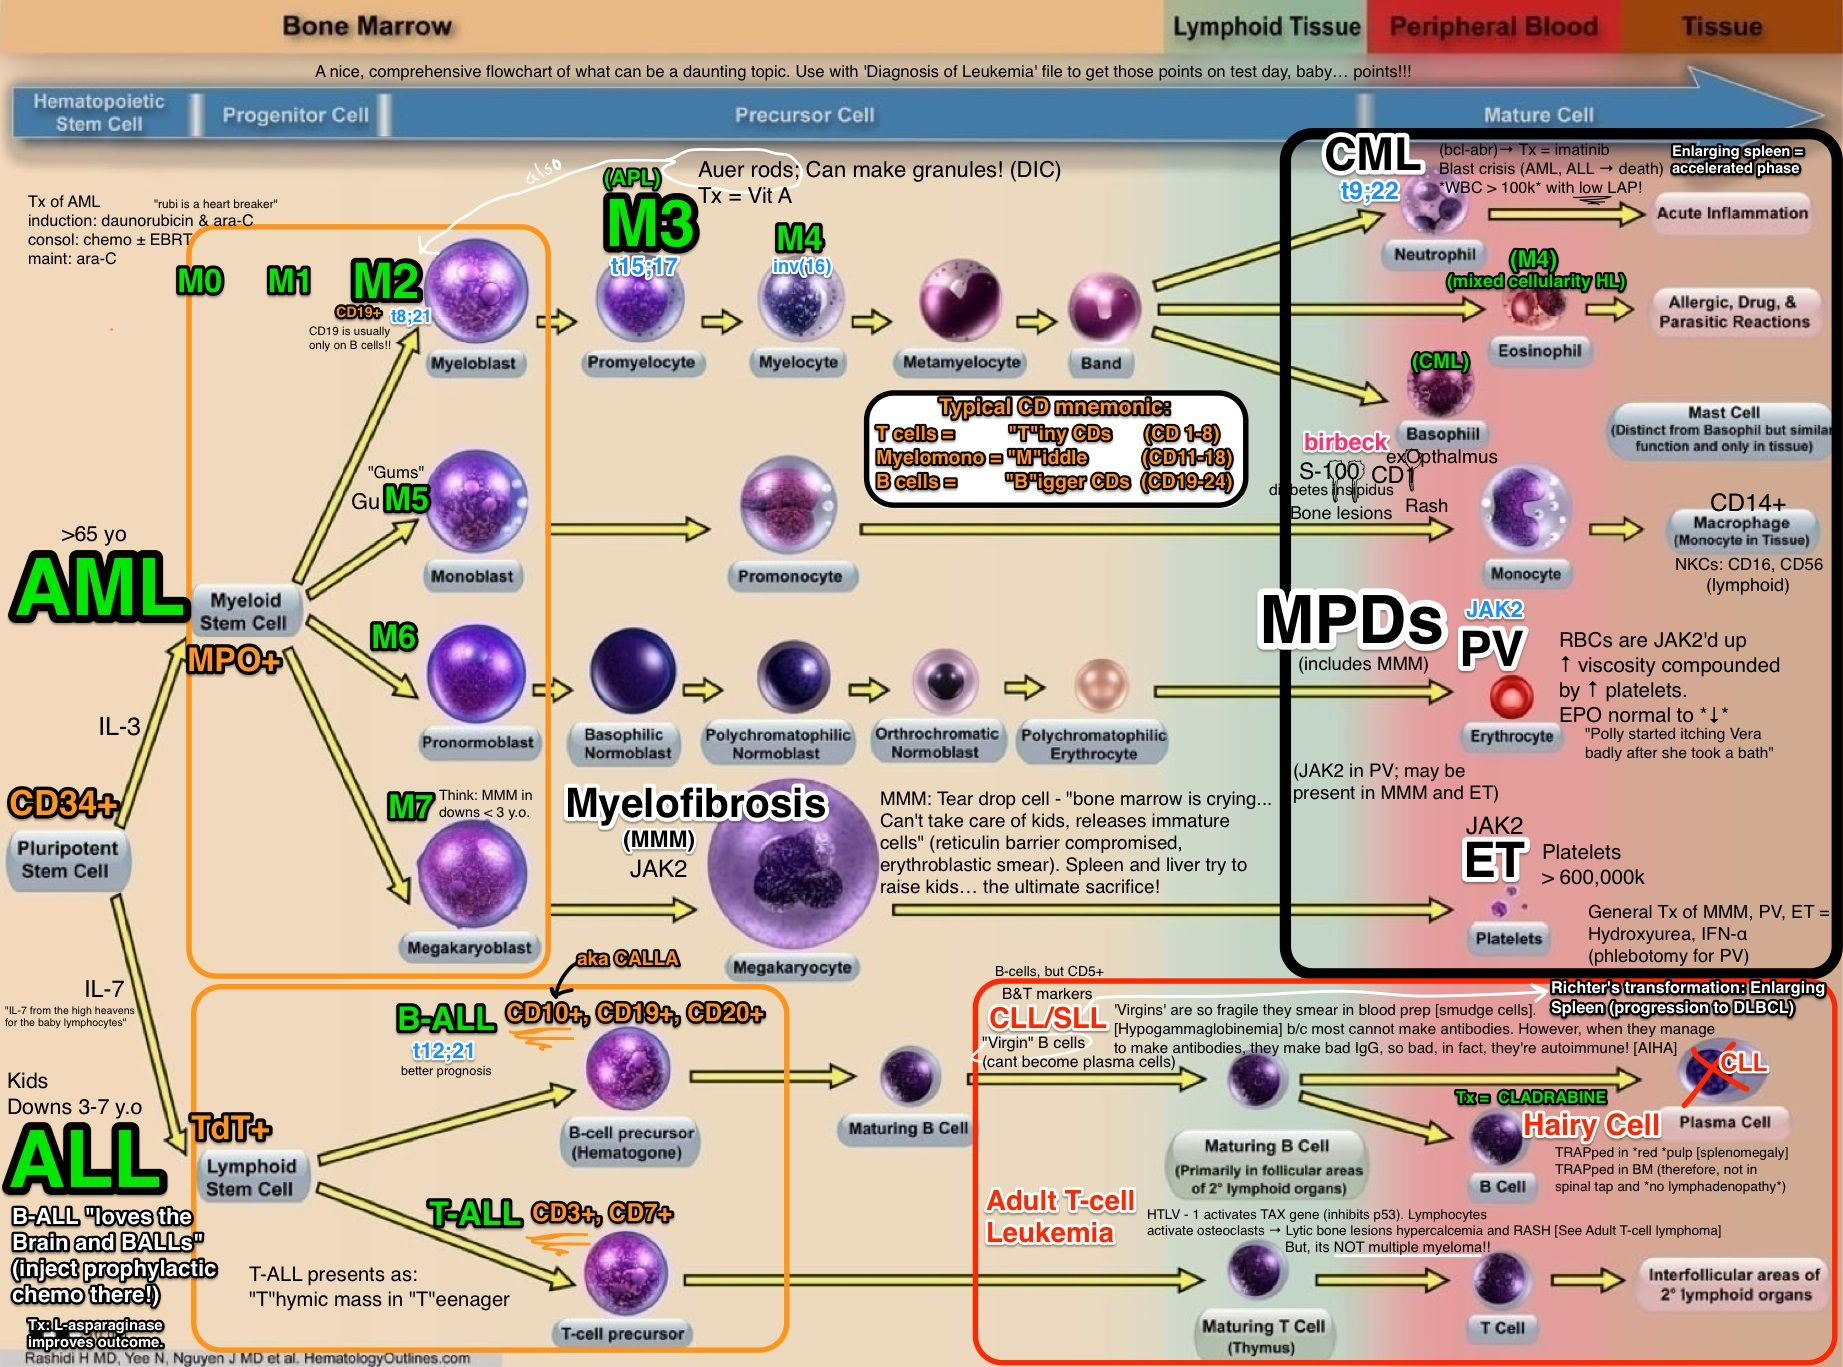 Bone Marrow
Lymphoid Tissue
Peripheral Blood
Tissue
A nice, comprehensive flowchart of what can be a daunting topic. Use with 'Diagnosis of Leukemia' file to get those points on test day, baby... points!!!
Hematopoietic
Stem Cell
Progenitor Cell
Precursor Cell
Mature Cell
Tx of AML
"rubi is a heart breaker"
induction: daunorubicin & ara-C
consol: chemo ± EBRT
maint: ara-C
also
M0
M1
M2
CD19+
t8;21
CD19 is usually
only on B cells!!
Myeloblast
(APL)
M3
t15;17
Auer rods; Can make granules! (DIC)
Tx = Vit A
Promyelocyte
M4
inv(16)
Myelocyte
Metamyelocyte
Band
CML
t9;22
(bcl-abr)→ Tx = imatinib
Blast crisis (AML, ALL → death)
*WBC > 100k* with low LAP!
Enlarging spleen =
accelerated phase
Neutrophil
Acute Inflammation
(M4)
(mixed cellularity HL)
Eosinophil
Allergic, Drug, &
Parasitic Reactions
(CML)
Basophiil
Mast Cell
(Distinct from Basophil but similar
function and only in tissue)
Typical CD mnemonic:
T cells = "T"iny CDs (CD 1-8)
Myelomono = "M"iddle (CD11-18)
B cells = "B"igger CDs (CD19-24)
birbeck
exOpthalmus
S-100
CD1
diabetes insipidus
Bone lesions
Rash
"Gums"
Gu
M5
Monoblast
Promonocyte
Monocyte
CD14+
Macrophage
(Monocyte in Tissue)
NKCs: CD16, CD56
(lymphoid)
>65 yo
AML
Myeloid
Stem Cell
MPO+
M6
Pronormoblast
Basophilic
Normoblast
Polychromatophilic
Normoblast
Orthrochromatic
Normoblast
Polychromatophilic
Erythrocyte
MPDs
(includes MMM)
JAK2
PV
RBCs are JAK2'd up
↑ viscosity compounded
by ↑ platelets.
EPO normal to *↓*
"Polly started itching Vera
badly after she took a bath"
Erythrocyte
(JAK2 in PV; may be
present in MMM and ET)
IL-3
CD34+
Pluripotent
Stem Cell
M7
Think: MMM in
downs < 3 y.o.
Megakaryoblast
Myelofibrosis
(MMM)
JAK2
Megakaryocyte
MMM: Tear drop cell - "bone marrow is crying...
Can't take care of kids, releases immature
cells" (reticulin barrier compromised,
erythroblastic smear). Spleen and liver try to
raise kids... the ultimate sacrifice!
JAK2
ET
Platelets
> 600,000k
Platelets
General Tx of MMM, PV, ET =
Hydroxyurea, IFN-α
(phlebotomy for PV)
IL-7
"IL-7 from the high heavens
for the baby lymphocytes"
aka CALLA
B-ALL
CD10+, CD19+, CD20+
t12;21
better prognosis
B-cell precursor
(Hematogone)
Maturing B Cell
B-cells, but CD5+
B&T markers
CLL/SLL
"Virgin" B cells
(cant become plasma cells)
'Virgins' are so fragile they smear in blood prep [smudge cells].
[Hypogammaglobinemia] b/c most cannot make antibodies. However, when they manage
to make antibodies, they make bad IgG, so bad, in fact, they're autoimmune! [AIHA]
Richter's transformation: Enlarging
Spleen (progression to DLBCL)
CLL
Plasma Cell
Maturing B Cell
(Primarily in follicular areas
of 2° lymphoid organs)
Tx = CLADRABINE
Hairy Cell
B Cell
TRAPped in *red *pulp [splenomegaly]
TRAPped in BM (therefore, not in
spinal tap and *no lymphadenopathy*)
Kids
Downs 3-7 y.o
ALL
TdT+
Lymphoid
Stem Cell
B-ALL "loves the
Brain and BALLs"
(inject prophylactic
chemo there!)
Tx: L-asparaginase
improves outcome.
T-ALL
CD3+, CD7+
T-ALL presents as:
"T"hymic mass in "T"eenager
T-cell precursor
Adult T-cell
Leukemia
HTLV - 1 activates TAX gene (inhibits p53). Lymphocytes
activate osteoclasts → Lytic bone lesions hypercalcemia and RASH [See Adult T-cell lymphoma]
But, its NOT multiple myeloma!!
Maturing T Cell
(Thymus)
T Cell
Interfollicular areas of
2° lymphoid organs
Rashidi H MD, Yee N, Nguyen J MD et al. HematologyOutlines.com